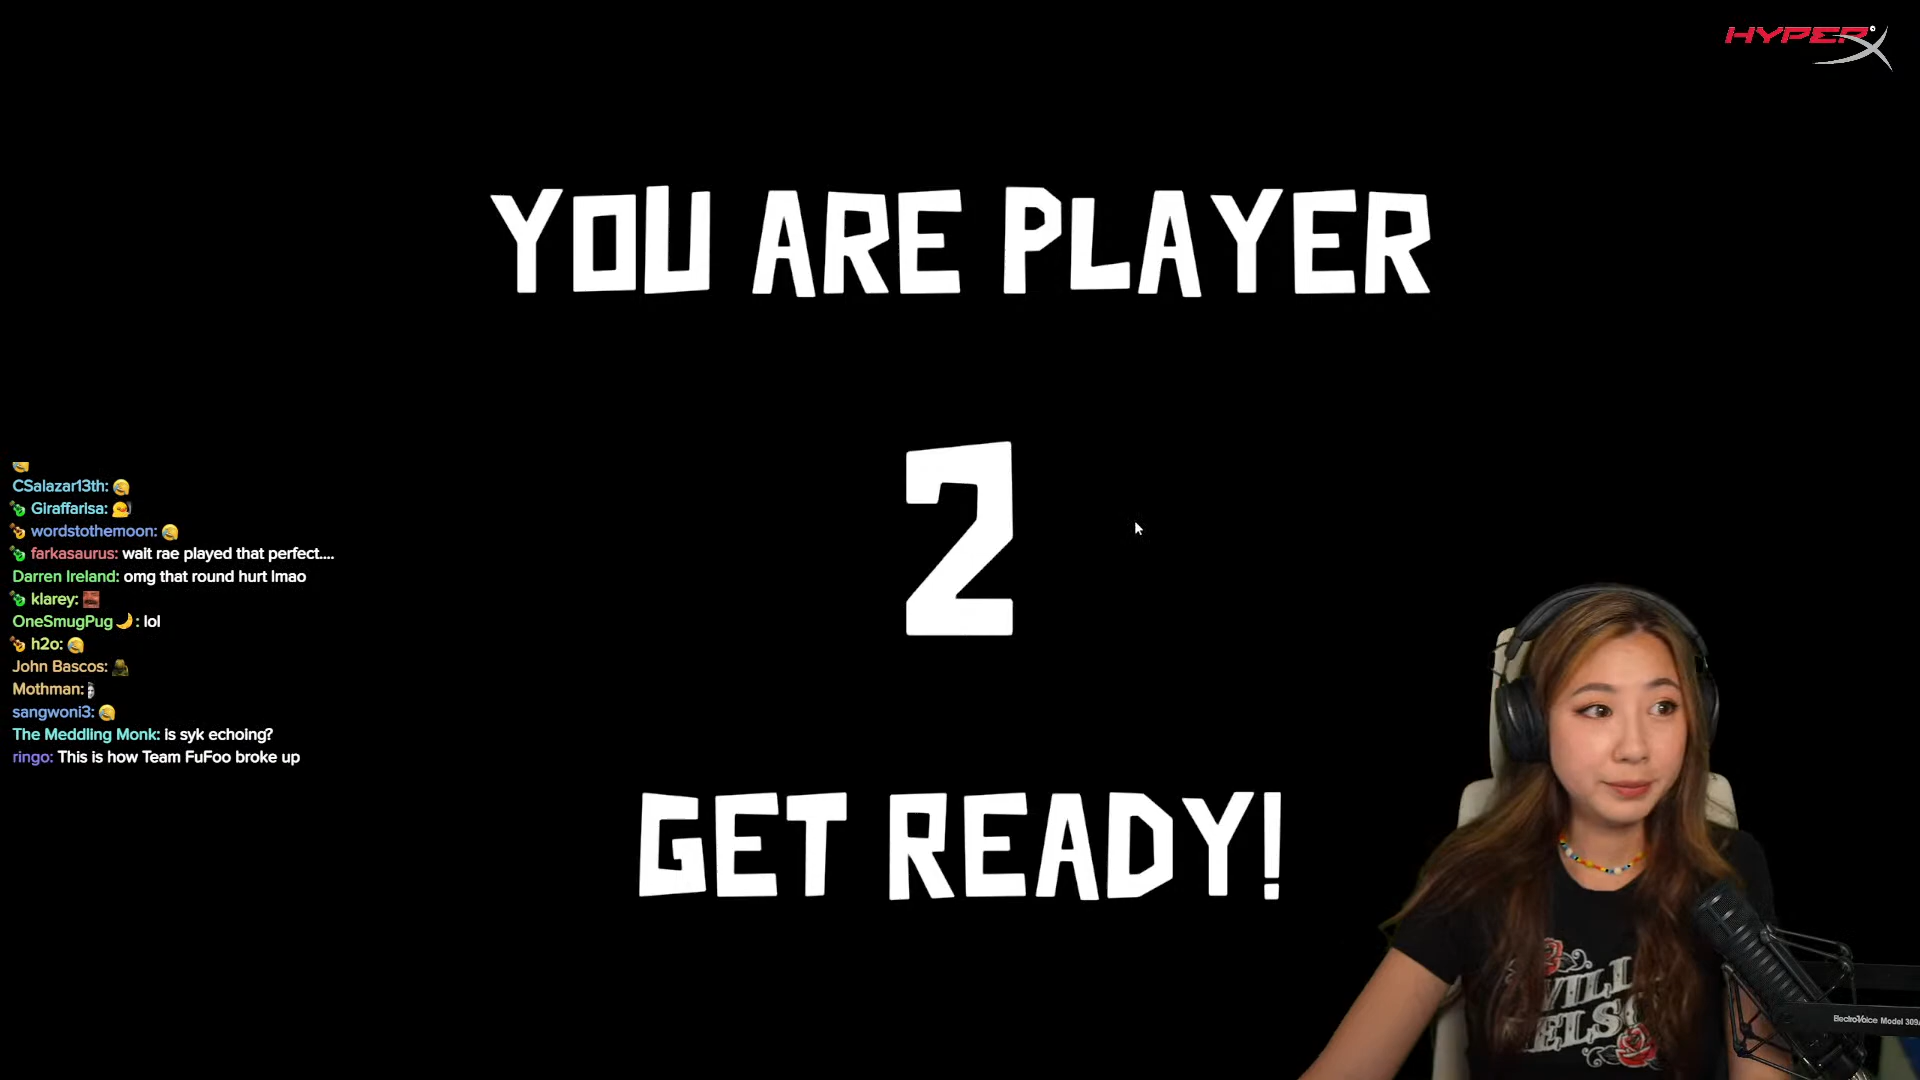 HYPERX
YOU ARE PLAYER
2
GET READY!
CSalazar13th:
Giraffarisa:
wordstothemoon:
farkasaurus: wait rae played that perfect....
Darren Ireland: omg that round hurt lmao
klarey:
OneSmugPug🌙: lol
h2o:
John Bascos:
Mothman:
sangwoni3:
The Meddling Monk: is syk echoing?
ringo: This is how Team FuFoo broke up
ElectroVoice Model 309A